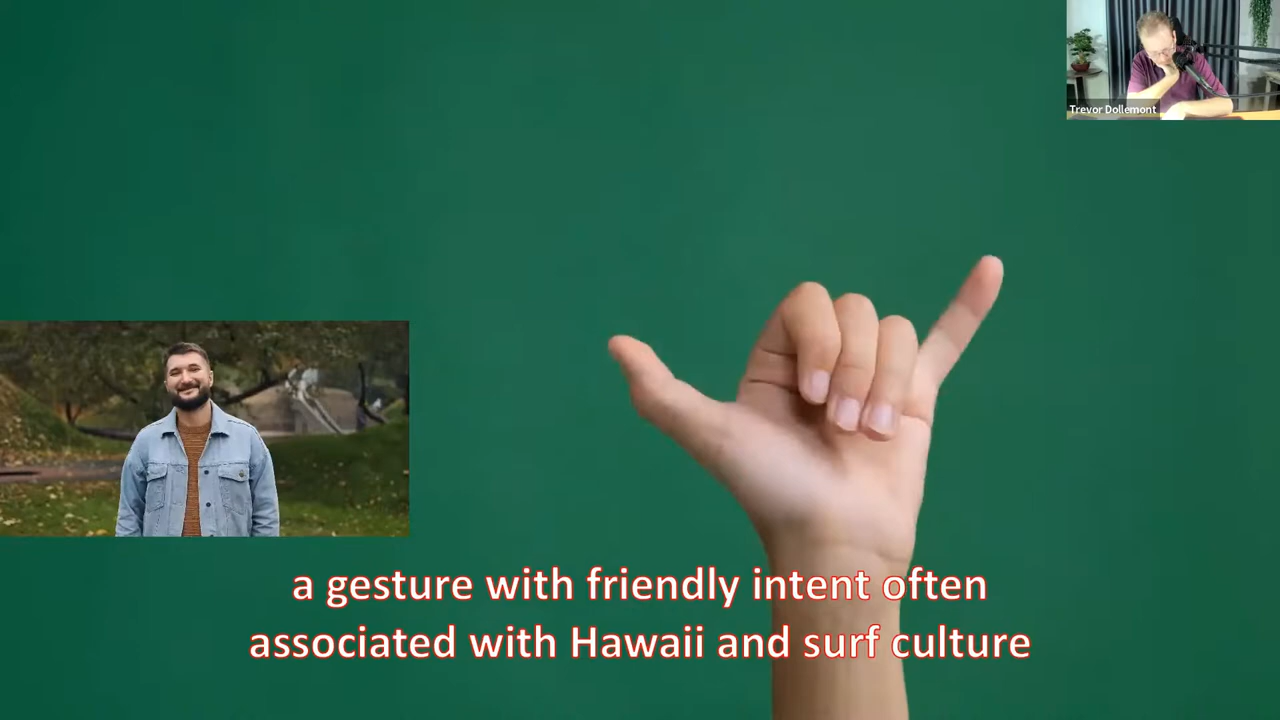 Trevor Dollemont
a gesture with friendly intent often
associated with Hawaii and surf culture